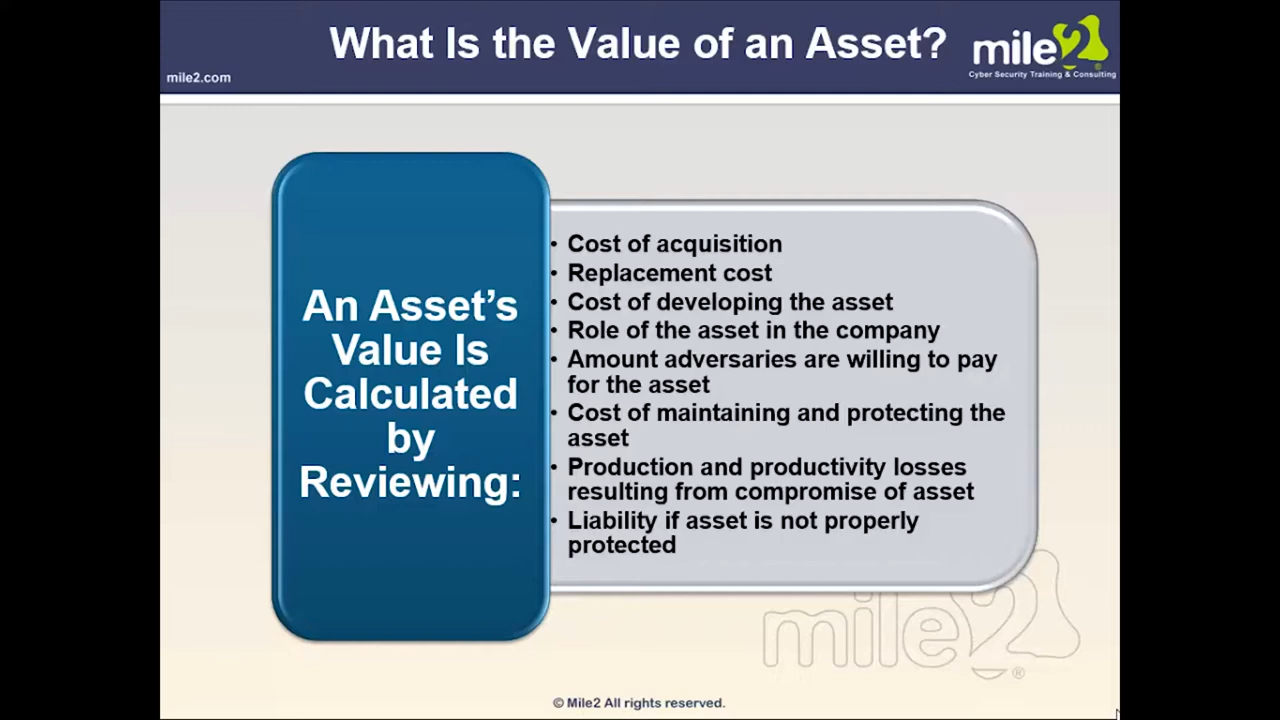 What Is the Value of an Asset?
mile2
Cyber Security Training & Consulting
mile2.com
An Asset’s
Value Is
Calculated
by
Reviewing:
• Cost of acquisition
• Replacement cost
• Cost of developing the asset
• Role of the asset in the company
• Amount adversaries are willing to pay
for the asset
• Cost of maintaining and protecting the
asset
• Production and productivity losses
resulting from compromise of asset
• Liability if asset is not properly
protected
mile2®
© Mile2 All rights reserved.